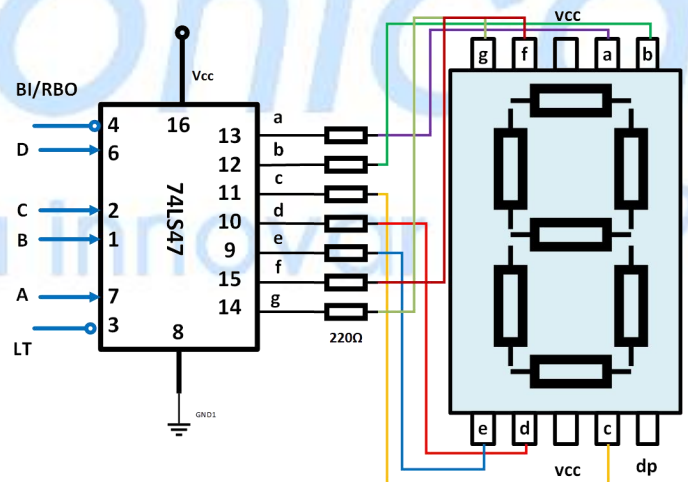 vcc
g f a b
Vcc
BI/RBO
4 16
D 6
C 2
B 1
A 7
LT 3
8
74LS47
13 a
12 b
11 c
10 d
9 e
15 f
14 g
220Ω
GND1
e d c
vcc dp
innovar